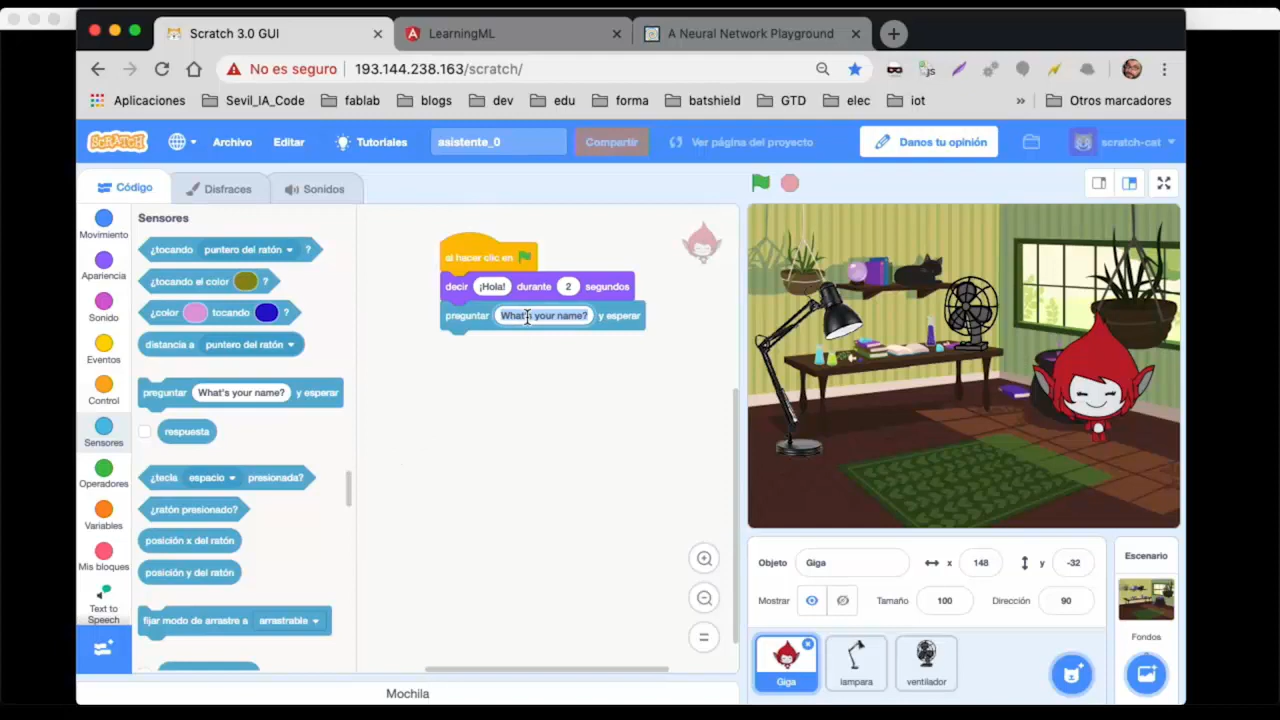 Scratch 3.0 GUI
LearningML
A Neural Network Playground
No es seguro 193.144.238.163/scratch/
Aplicaciones Sevil_IA_Code fablab blogs dev edu forma batshield GTD elec iot » Otros marcadores
SCRATCH Archivo Editar Tutoriales asistente_0 Compartir Ver página del proyecto Danos tu opinión scratch-cat
Código Disfraces Sonidos
Movimiento
Apariencia
Sonido
Eventos
Control
Sensores
Operadores
Variables
Mis bloques
Text to
Speech
Sensores
¿tocando puntero del ratón ?
¿tocando el color ?
¿color tocando ?
distancia a puntero del ratón
preguntar What's your name? y esperar
respuesta
¿tecla espacio presionada?
¿ratón presionado?
posición x del ratón
posición y del ratón
fijar modo de arrastre a arrastrable
al hacer clic en
decir ¡Hola! durante 2 segundos
preguntar What's your name? y esperar
Objeto Giga x 148 y -32
Mostrar Tamaño 100 Dirección 90
Giga
lampara
ventilador
Escenario
Fondos
Mochila